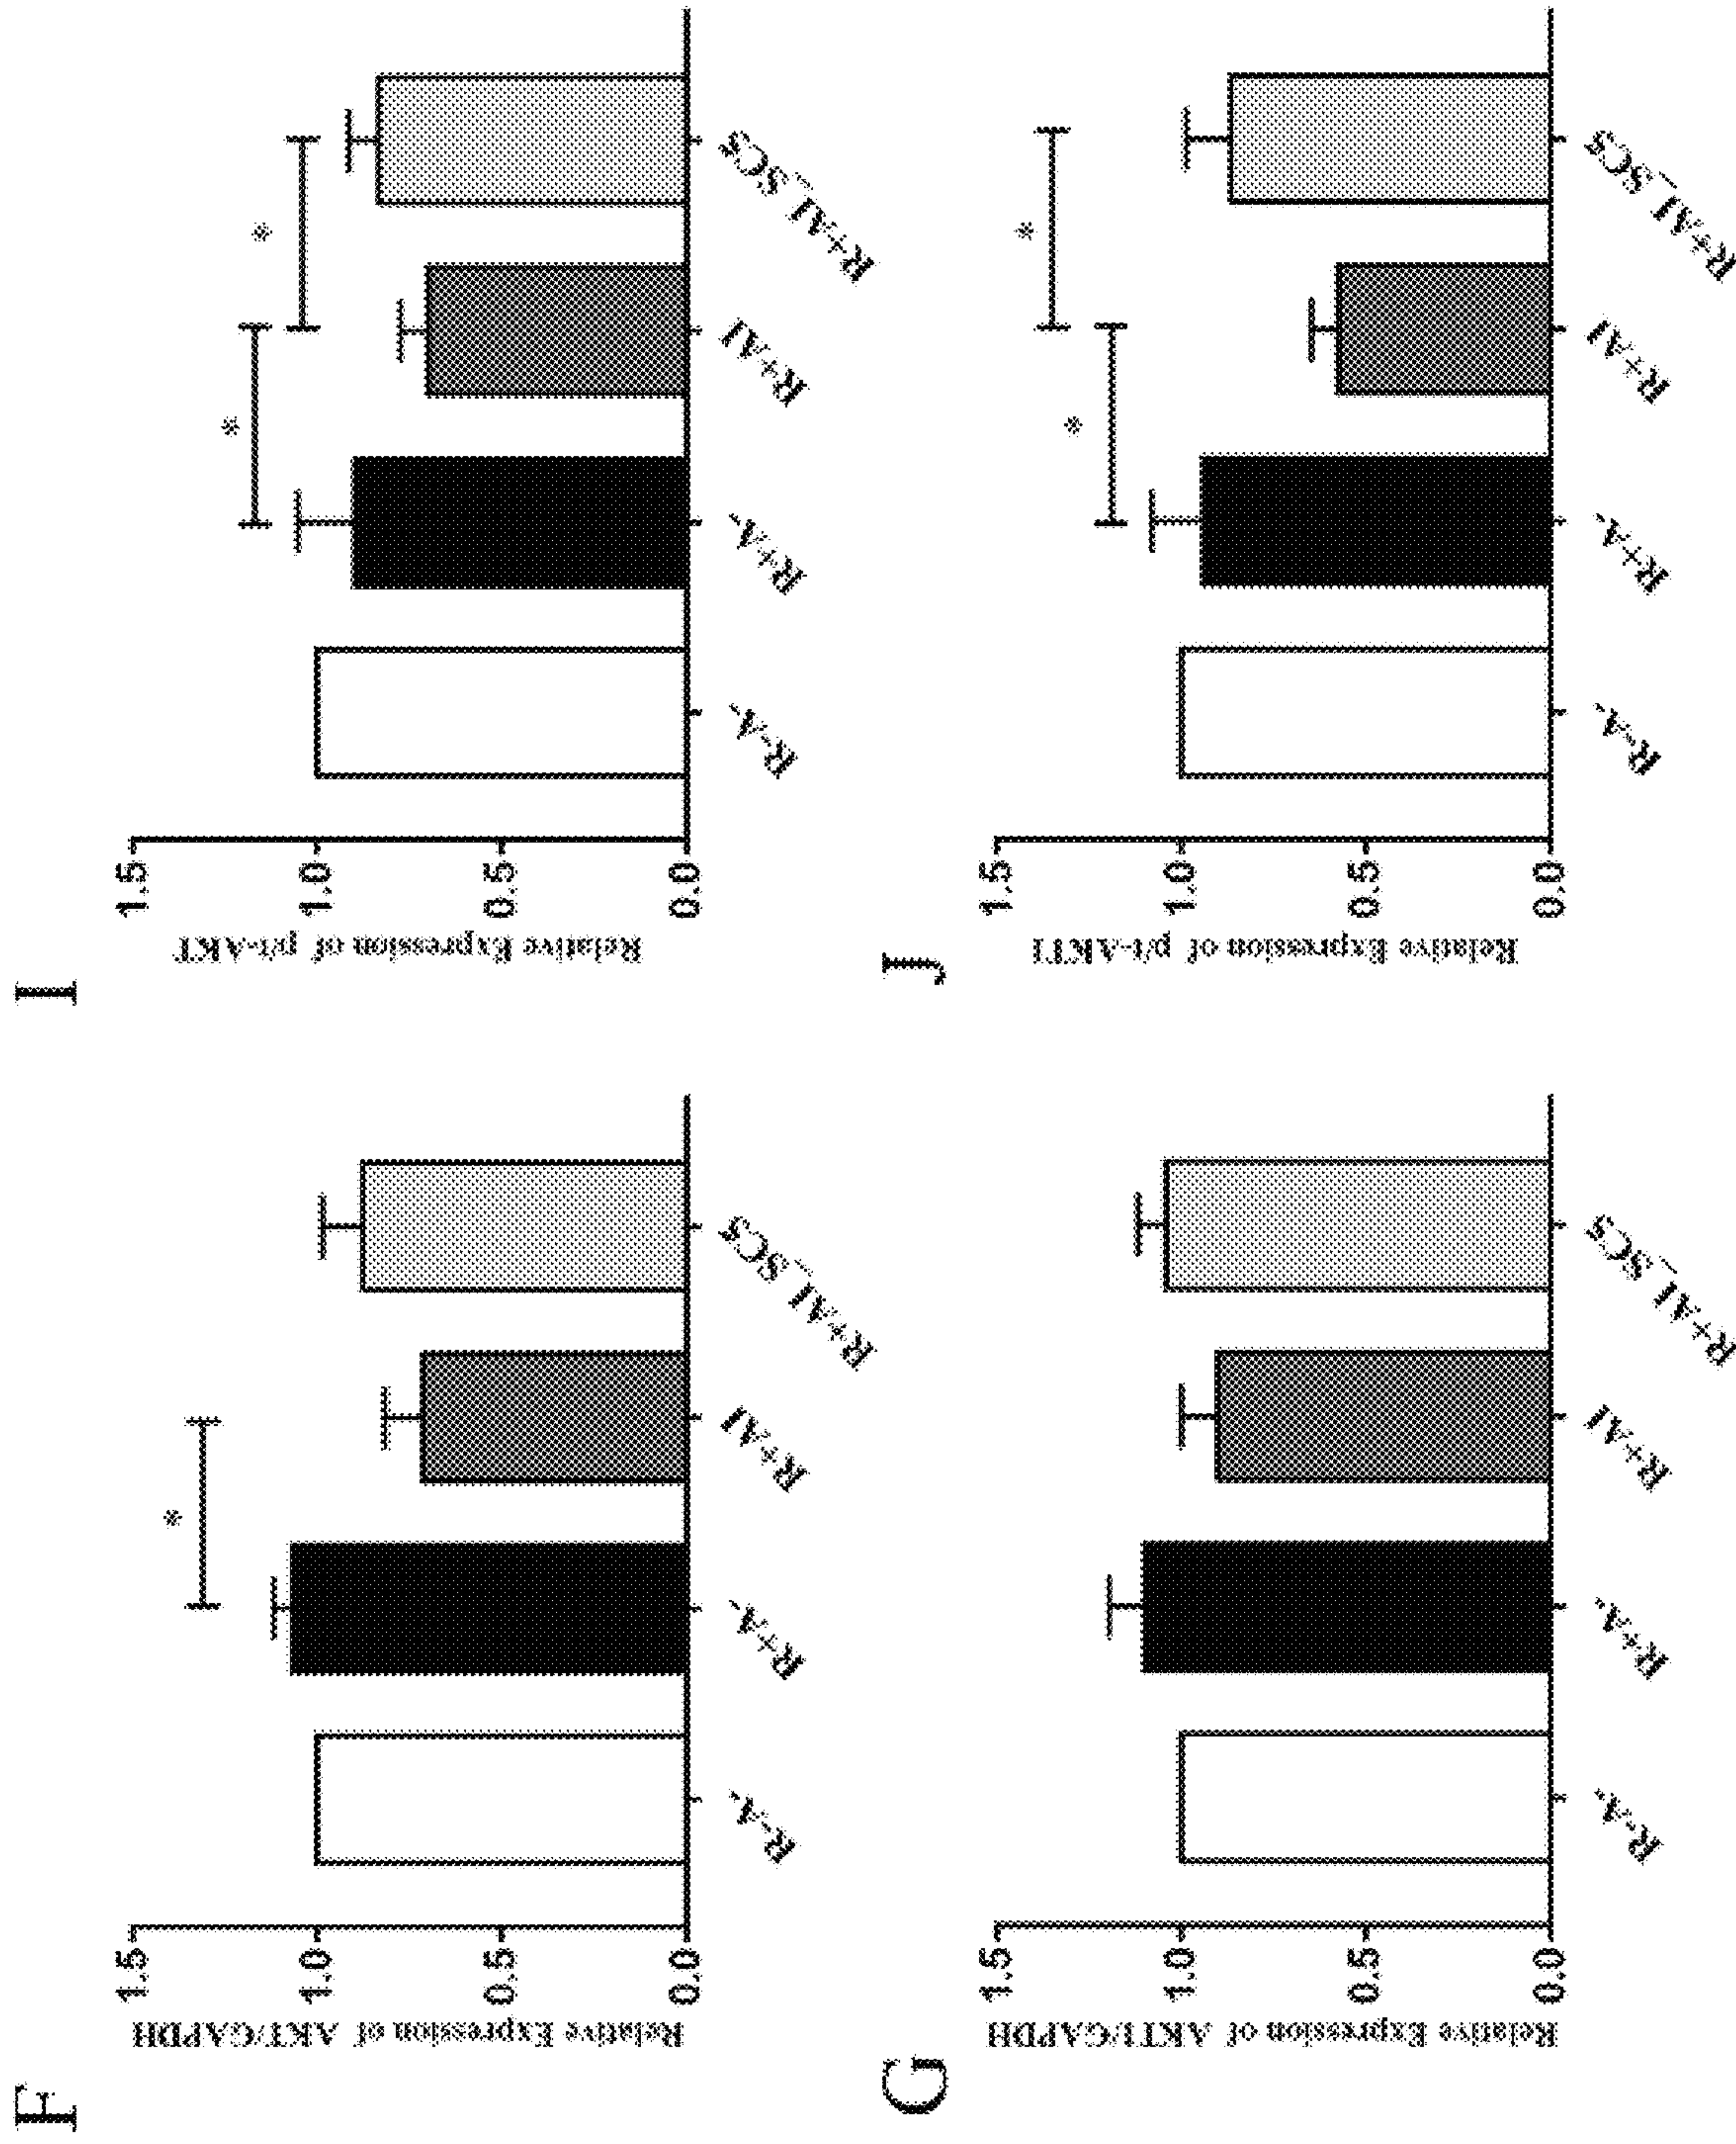 F
Relative Expression of AKT/GAPDH
1.5
1.0
0.5
0.0
*
R-A-
R+A-
R+AI
R+AI_SC5
I
Relative Expression of p/t-AKT
1.5
1.0
0.5
0.0
*
*
R-A-
R+A-
R+AI
R+AI_SC5
G
Relative Expression of AKT1/GAPDH
1.5
1.0
0.5
0.0
R-A-
R+A-
R+AI
R+AI_SC5
J
Relative Expression of p/t-AKT1
1.5
1.0
0.5
0.0
*
*
R-A-
R+A-
R+AI
R+AI_SC5